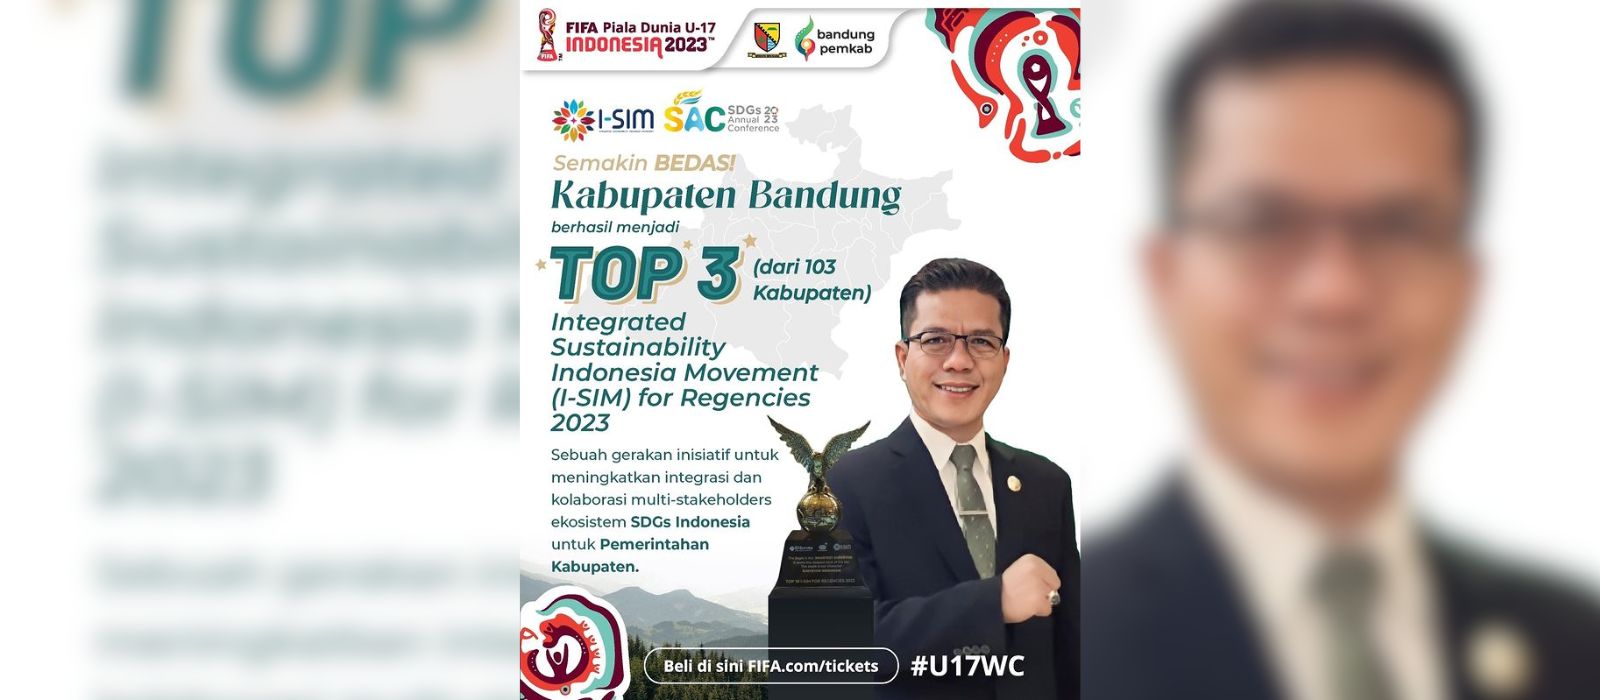 FIFA Piala Dunia U-17
INDONESIA 2023™
FIFA
bandung
pemkab
I-SIM
SAC
SDGs 2023
Annual
Conference
Semakin BEDAS!
Kabupaten Bandung
berhasil menjadi
TOP 3
(dari 103
Kabupaten)
Integrated
Sustainability
Indonesia Movement
(I-SIM) for Regencies
2023
Sebuah gerakan inisiatif untuk
meningkatkan integrasi dan
kolaborasi multi-stakeholders
ekosistem SDGs Indonesia
untuk Pemerintahan
Kabupaten.
Beli di sini FIFA.com/tickets
#U17WC